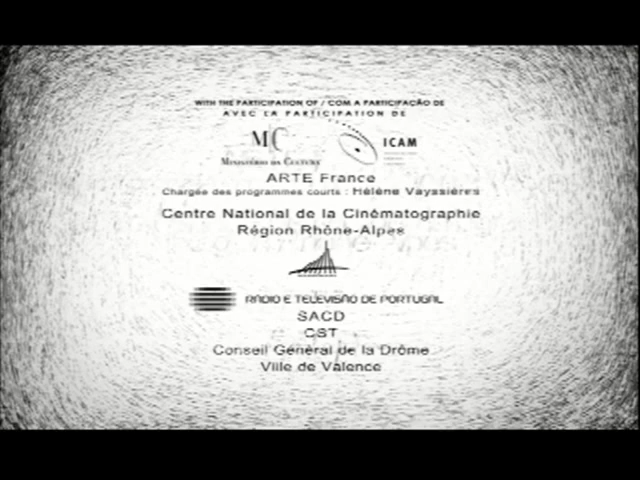 WITH THE PARTICIPATION OF / COM A PARTICIPAÇÃO DE
AVEC LA PARTICIPATION DE
MC
MINISTÉRIO DA CULTURA
ICAM
ARTE France
Chargée des programmes courts : Hélène Vayssières
Centre National de la Cinématographie
Région Rhône-Alpes
RADIO E TELEVISÃO DE PORTUGAL
SACD
CST
Conseil Général de la Drôme
Ville de Valence